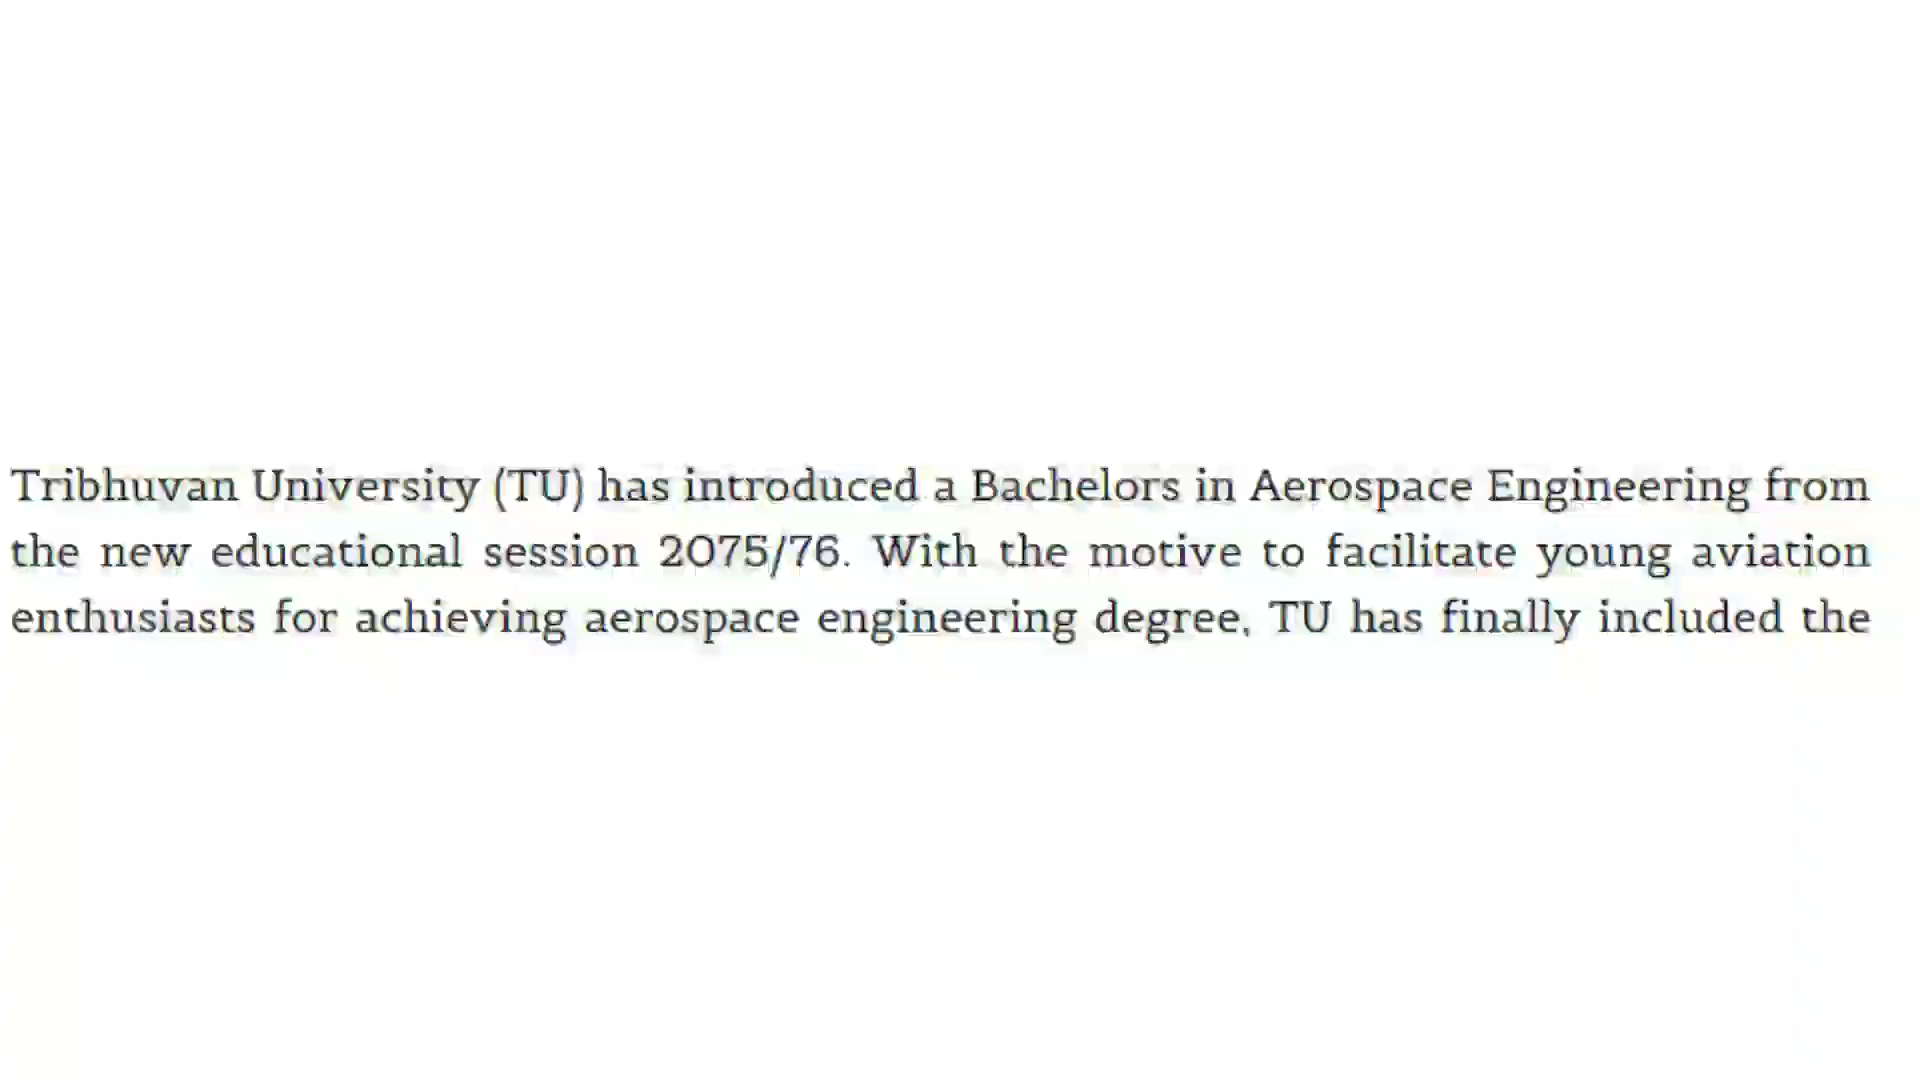 Tribhuvan University (TU) has introduced a Bachelors in Aerospace Engineering from
the new educational session 2075/76. With the motive to facilitate young aviation
enthusiasts for achieving aerospace engineering degree, TU has finally included the